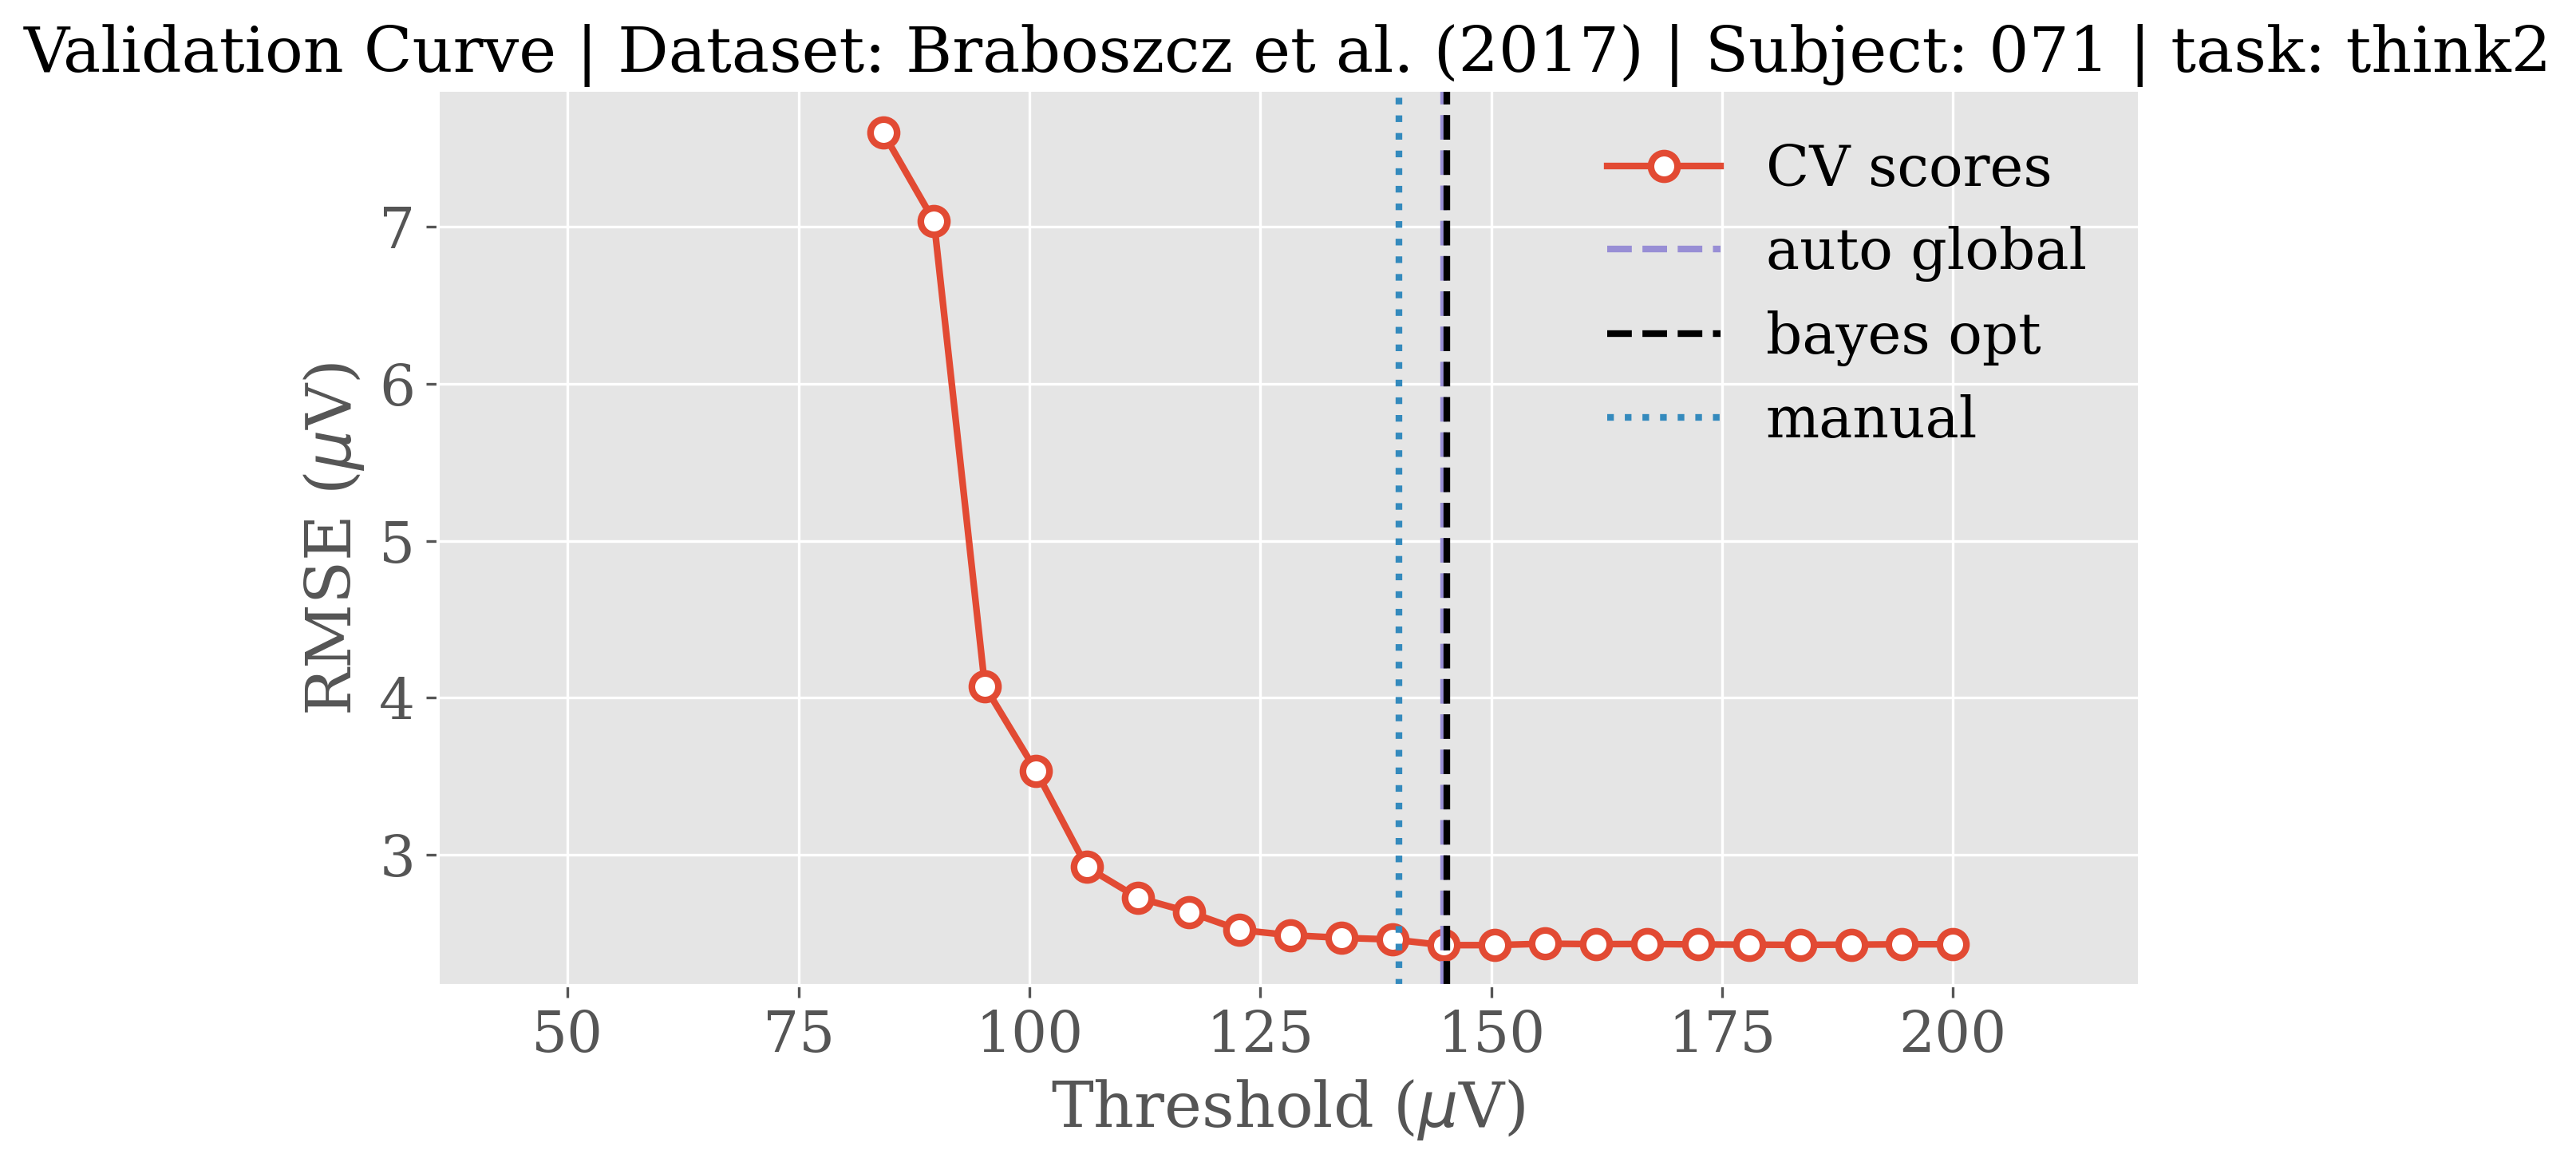 Validation Curve | Dataset: Braboszcz et al. (2017) | Subject: 071 | task: think2
CV scores
auto global
bayes opt
manual
RMSE (μV)
7
6
5
4
3
50 75 100 125 150 175 200
Threshold (μV)